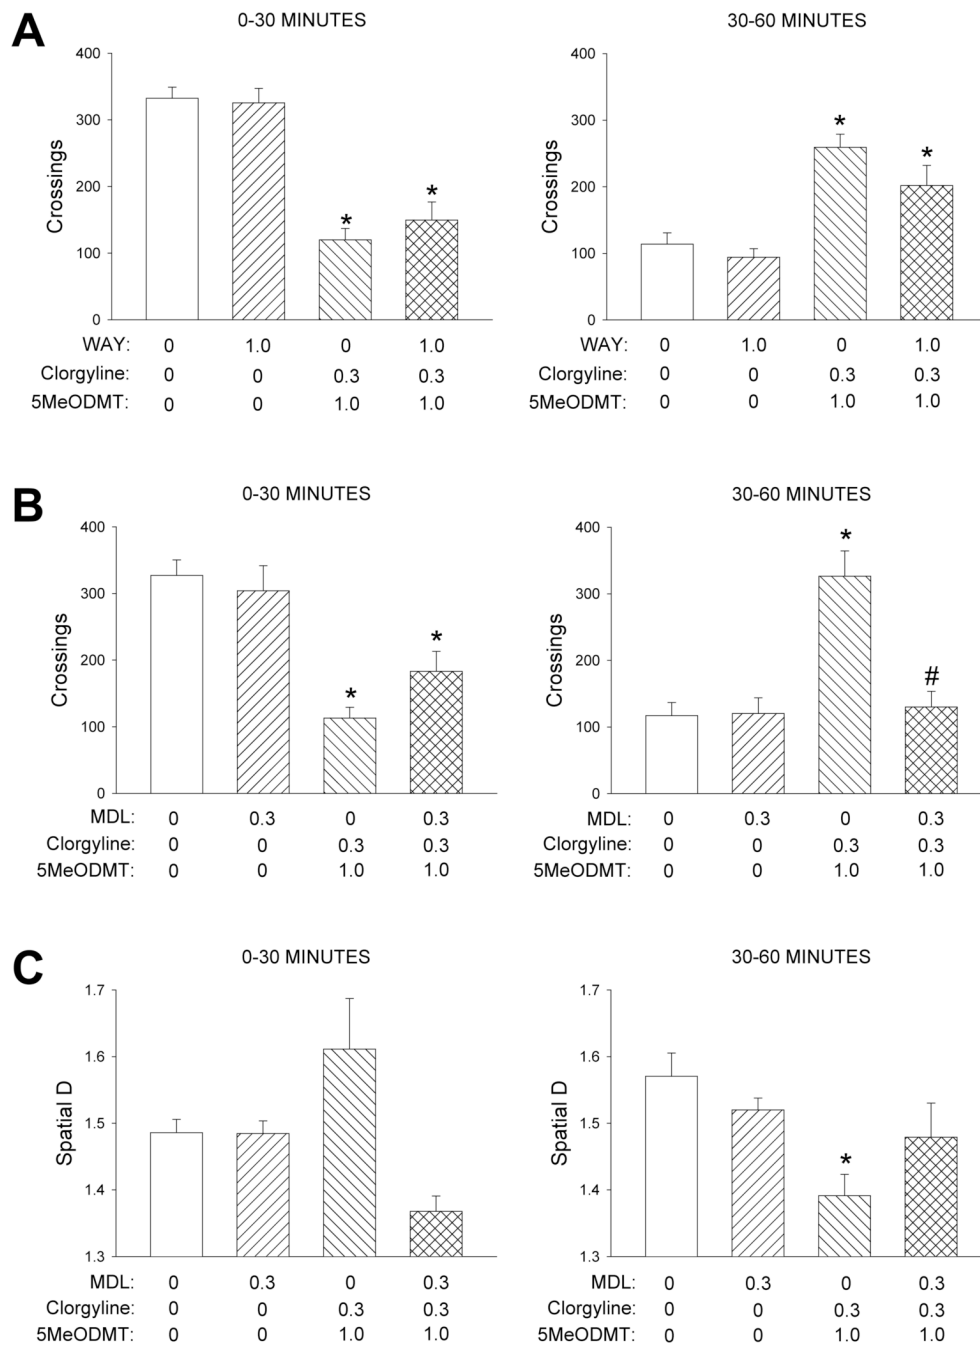 A
0-30 MINUTES
30-60 MINUTES
400
300
200
100
0
Crossings
*
*
WAY: 0 1.0 0 1.0
Clorgyline: 0 0 0.3 0.3
5MeODMT: 0 0 1.0 1.0
400
300
200
100
0
Crossings
*
*
WAY: 0 1.0 0 1.0
Clorgyline: 0 0 0.3 0.3
5MeODMT: 0 0 1.0 1.0
B
0-30 MINUTES
30-60 MINUTES
400
300
200
100
0
Crossings
*
*
MDL: 0 0.3 0 0.3
Clorgyline: 0 0 0.3 0.3
5MeODMT: 0 0 1.0 1.0
400
300
200
100
0
Crossings
*
#
MDL: 0 0.3 0 0.3
Clorgyline: 0 0 0.3 0.3
5MeODMT: 0 0 1.0 1.0
C
0-30 MINUTES
30-60 MINUTES
1.7
1.6
1.5
1.4
1.3
Spatial D
MDL: 0 0.3 0 0.3
Clorgyline: 0 0 0.3 0.3
5MeODMT: 0 0 1.0 1.0
1.7
1.6
1.5
1.4
1.3
Spatial D
*
MDL: 0 0.3 0 0.3
Clorgyline: 0 0 0.3 0.3
5MeODMT: 0 0 1.0 1.0